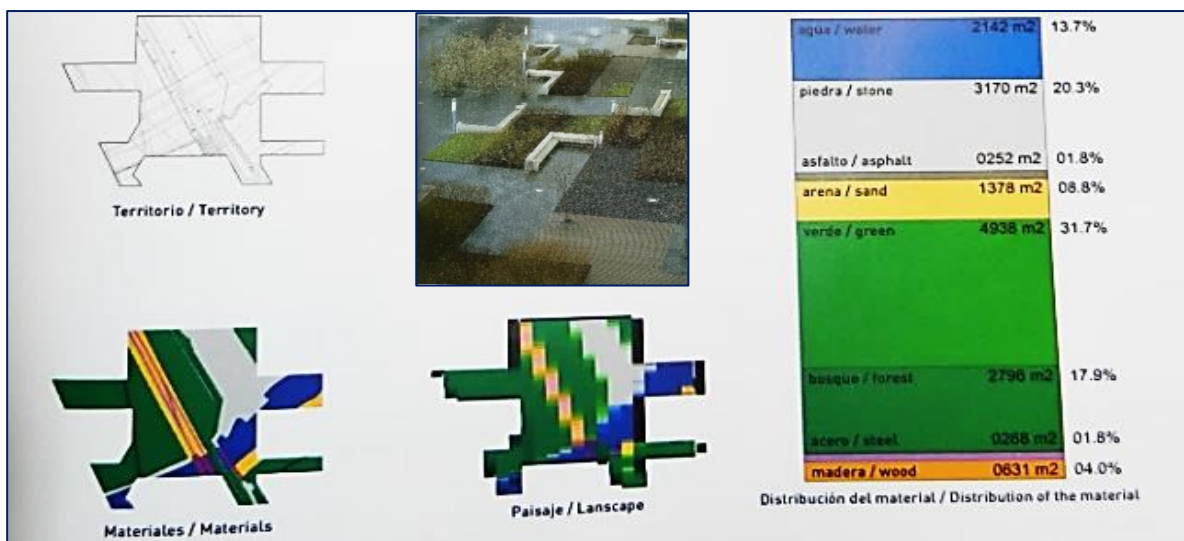 Territorio / Territory
Materiales / Materials
Paisaje / Lanscape
agua / water 2142 m2 13.7%
piedra / stone 3170 m2 20.3%
asfalto / asphalt 0252 m2 01.8%
arena / sand 1378 m2 08.8%
verde / green 4938 m2 31.7%
bosque / forest 2796 m2 17.9%
acero / steel 0288 m2 01.8%
madera / wood 0631 m2 04.0%
Distribución del material / Distribution of the material